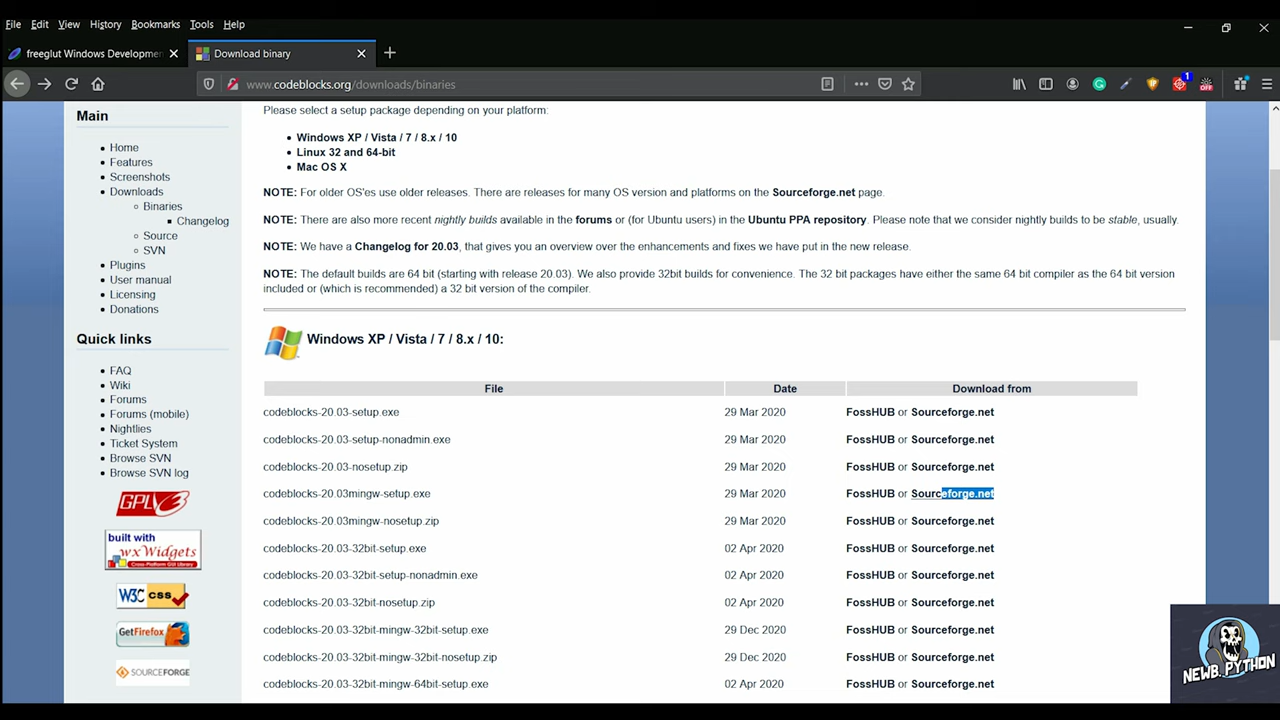 File Edit View History Bookmarks Tools Help
freeglut Windows Developmen
Download binary
www.codeblocks.org/downloads/binaries
1
OFF
Main
Home
Features
Screenshots
Downloads
Binaries
Changelog
Source
SVN
Plugins
User manual
Licensing
Donations
Quick links
FAQ
Wiki
Forums
Forums (mobile)
Nightlies
Ticket System
Browse SVN
Browse SVN log
GPLv3
built with
wxWidgets
Cross-Platform GUI Library
W3C css
GetFirefox
SOURCEFORGE
Please select a setup package depending on your platform:
Windows XP / Vista / 7 / 8.x / 10
Linux 32 and 64-bit
Mac OS X
NOTE: For older OS'es use older releases. There are releases for many OS version and platforms on the Sourceforge.net page.
NOTE: There are also more recent nightly builds available in the forums or (for Ubuntu users) in the Ubuntu PPA repository. Please note that we consider nightly builds to be stable, usually.
NOTE: We have a Changelog for 20.03, that gives you an overview over the enhancements and fixes we have put in the new release.
NOTE: The default builds are 64 bit (starting with release 20.03). We also provide 32bit builds for convenience. The 32 bit packages have either the same 64 bit compiler as the 64 bit version
included or (which is recommended) a 32 bit version of the compiler.
Windows XP / Vista / 7 / 8.x / 10:
File Date Download from
codeblocks-20.03-setup.exe 29 Mar 2020 FossHUB or Sourceforge.net
codeblocks-20.03-setup-nonadmin.exe 29 Mar 2020 FossHUB or Sourceforge.net
codeblocks-20.03-nosetup.zip 29 Mar 2020 FossHUB or Sourceforge.net
codeblocks-20.03mingw-setup.exe 29 Mar 2020 FossHUB or Sourceforge.net
codeblocks-20.03mingw-nosetup.zip 29 Mar 2020 FossHUB or Sourceforge.net
codeblocks-20.03-32bit-setup.exe 02 Apr 2020 FossHUB or Sourceforge.net
codeblocks-20.03-32bit-setup-nonadmin.exe 02 Apr 2020 FossHUB or Sourceforge.net
codeblocks-20.03-32bit-nosetup.zip 02 Apr 2020 FossHUB or Sourceforge.net
codeblocks-20.03-32bit-mingw-32bit-setup.exe 29 Dec 2020 FossHUB or Sourceforge.net
codeblocks-20.03-32bit-mingw-32bit-nosetup.zip 29 Dec 2020 FossHUB or Sourceforge.net
codeblocks-20.03-32bit-mingw-64bit-setup.exe 02 Apr 2020 FossHUB or Sourceforge.net
NEWB.PYTHON